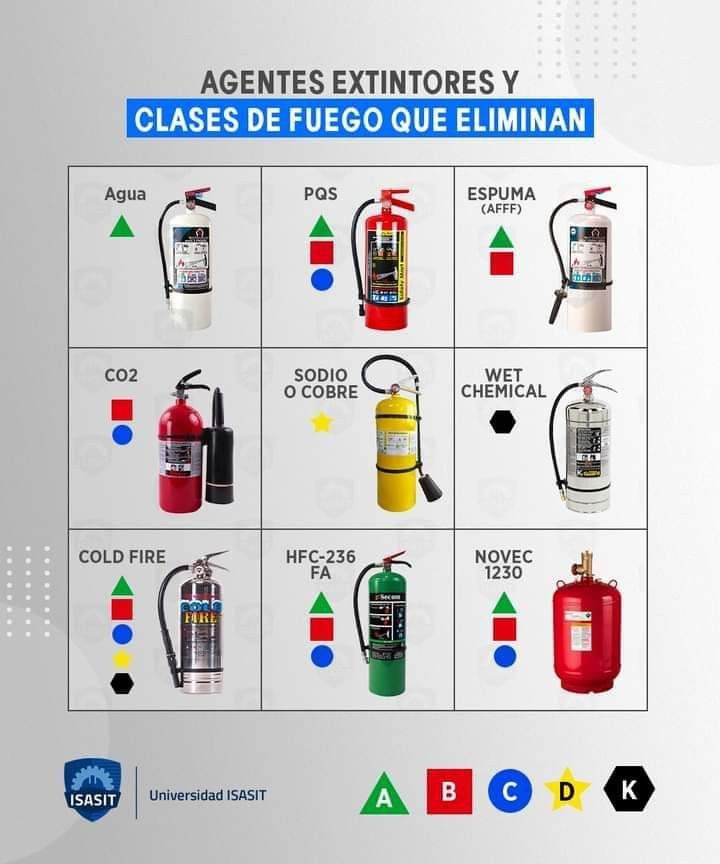 AGENTES EXTINTORES Y
CLASES DE FUEGO QUE ELIMINAN
Agua
PQS
ESPUMA
(AFFF)
CO2
SODIO
O COBRE
WET
CHEMICAL
COLD FIRE
COLD
FIRE
HFC-236
FA
Secom
NOVEC
1230
ISASIT
Universidad ISASIT
A
B
C
D
K